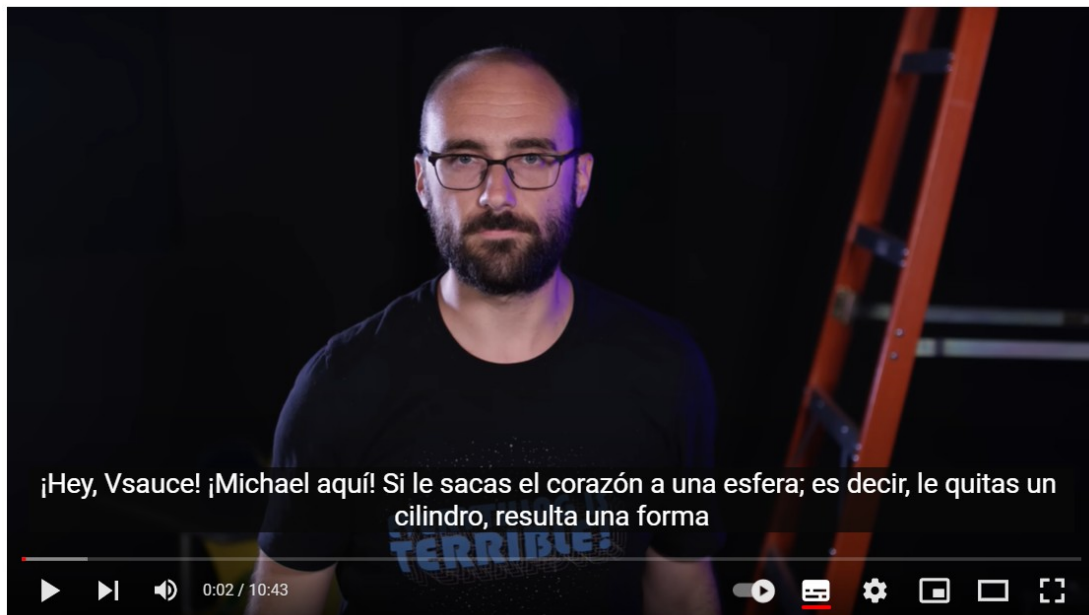 ¡Hey, Vsauce! ¡Michael aquí! Si le sacas el corazón a una esfera; es decir, le quitas un
cilindro, resulta una forma
TERRIBLE!
0:02 / 10:43